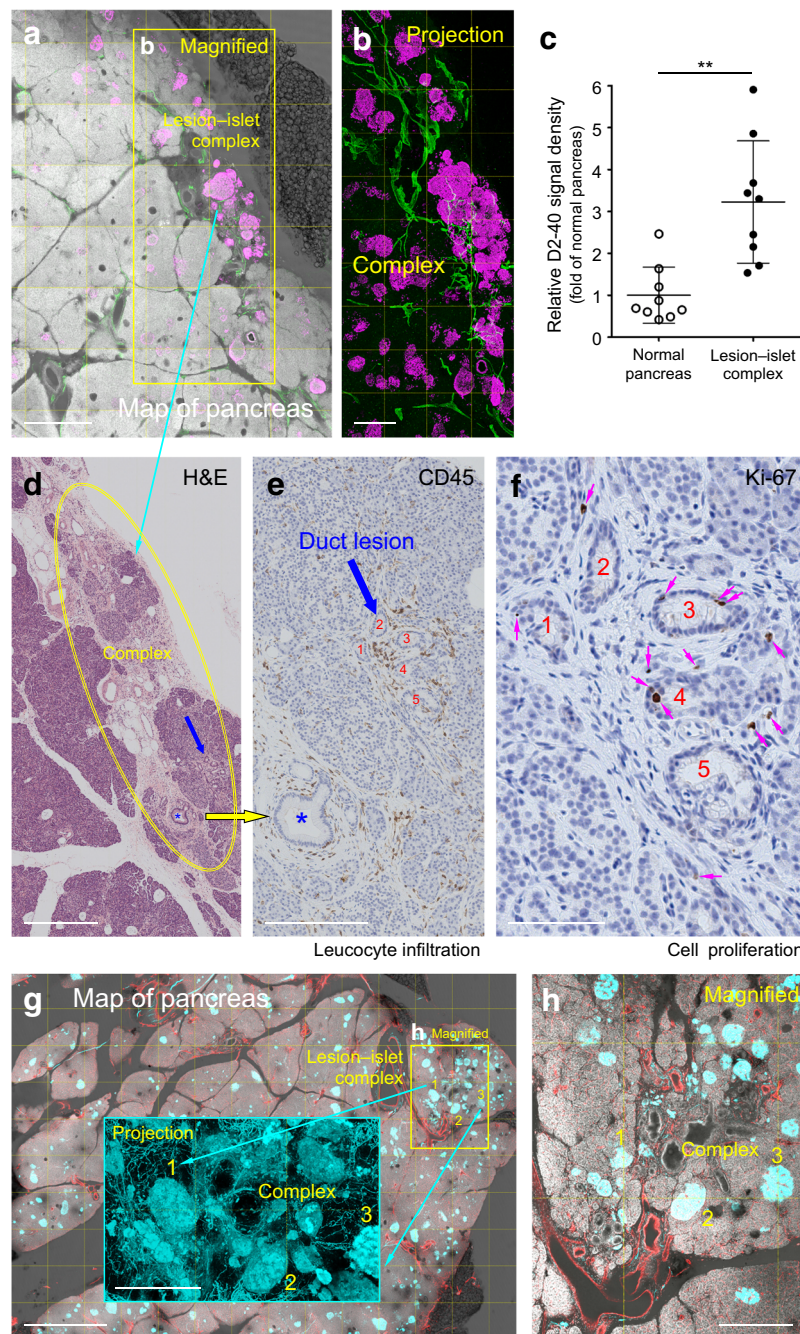 a
b
Magnified
Lesion–islet
complex
Map of pancreas
b
Projection
Complex
c
**
Relative D2-40 signal density
(fold of normal pancreas)
6
5
4
3
2
1
0
Normal
pancreas
Lesion–islet
complex
d
H&E
Complex
*
e
CD45
Duct lesion
2
1
3
4
5
*
Leucocyte infiltration
f
Ki-67
2
1
3
4
5
Cell proliferation
g
Map of pancreas
h
Magnified
Lesion–islet
complex
1
3
2
Projection
1
Complex
3
2
h
Magnified
1
Complex
3
2